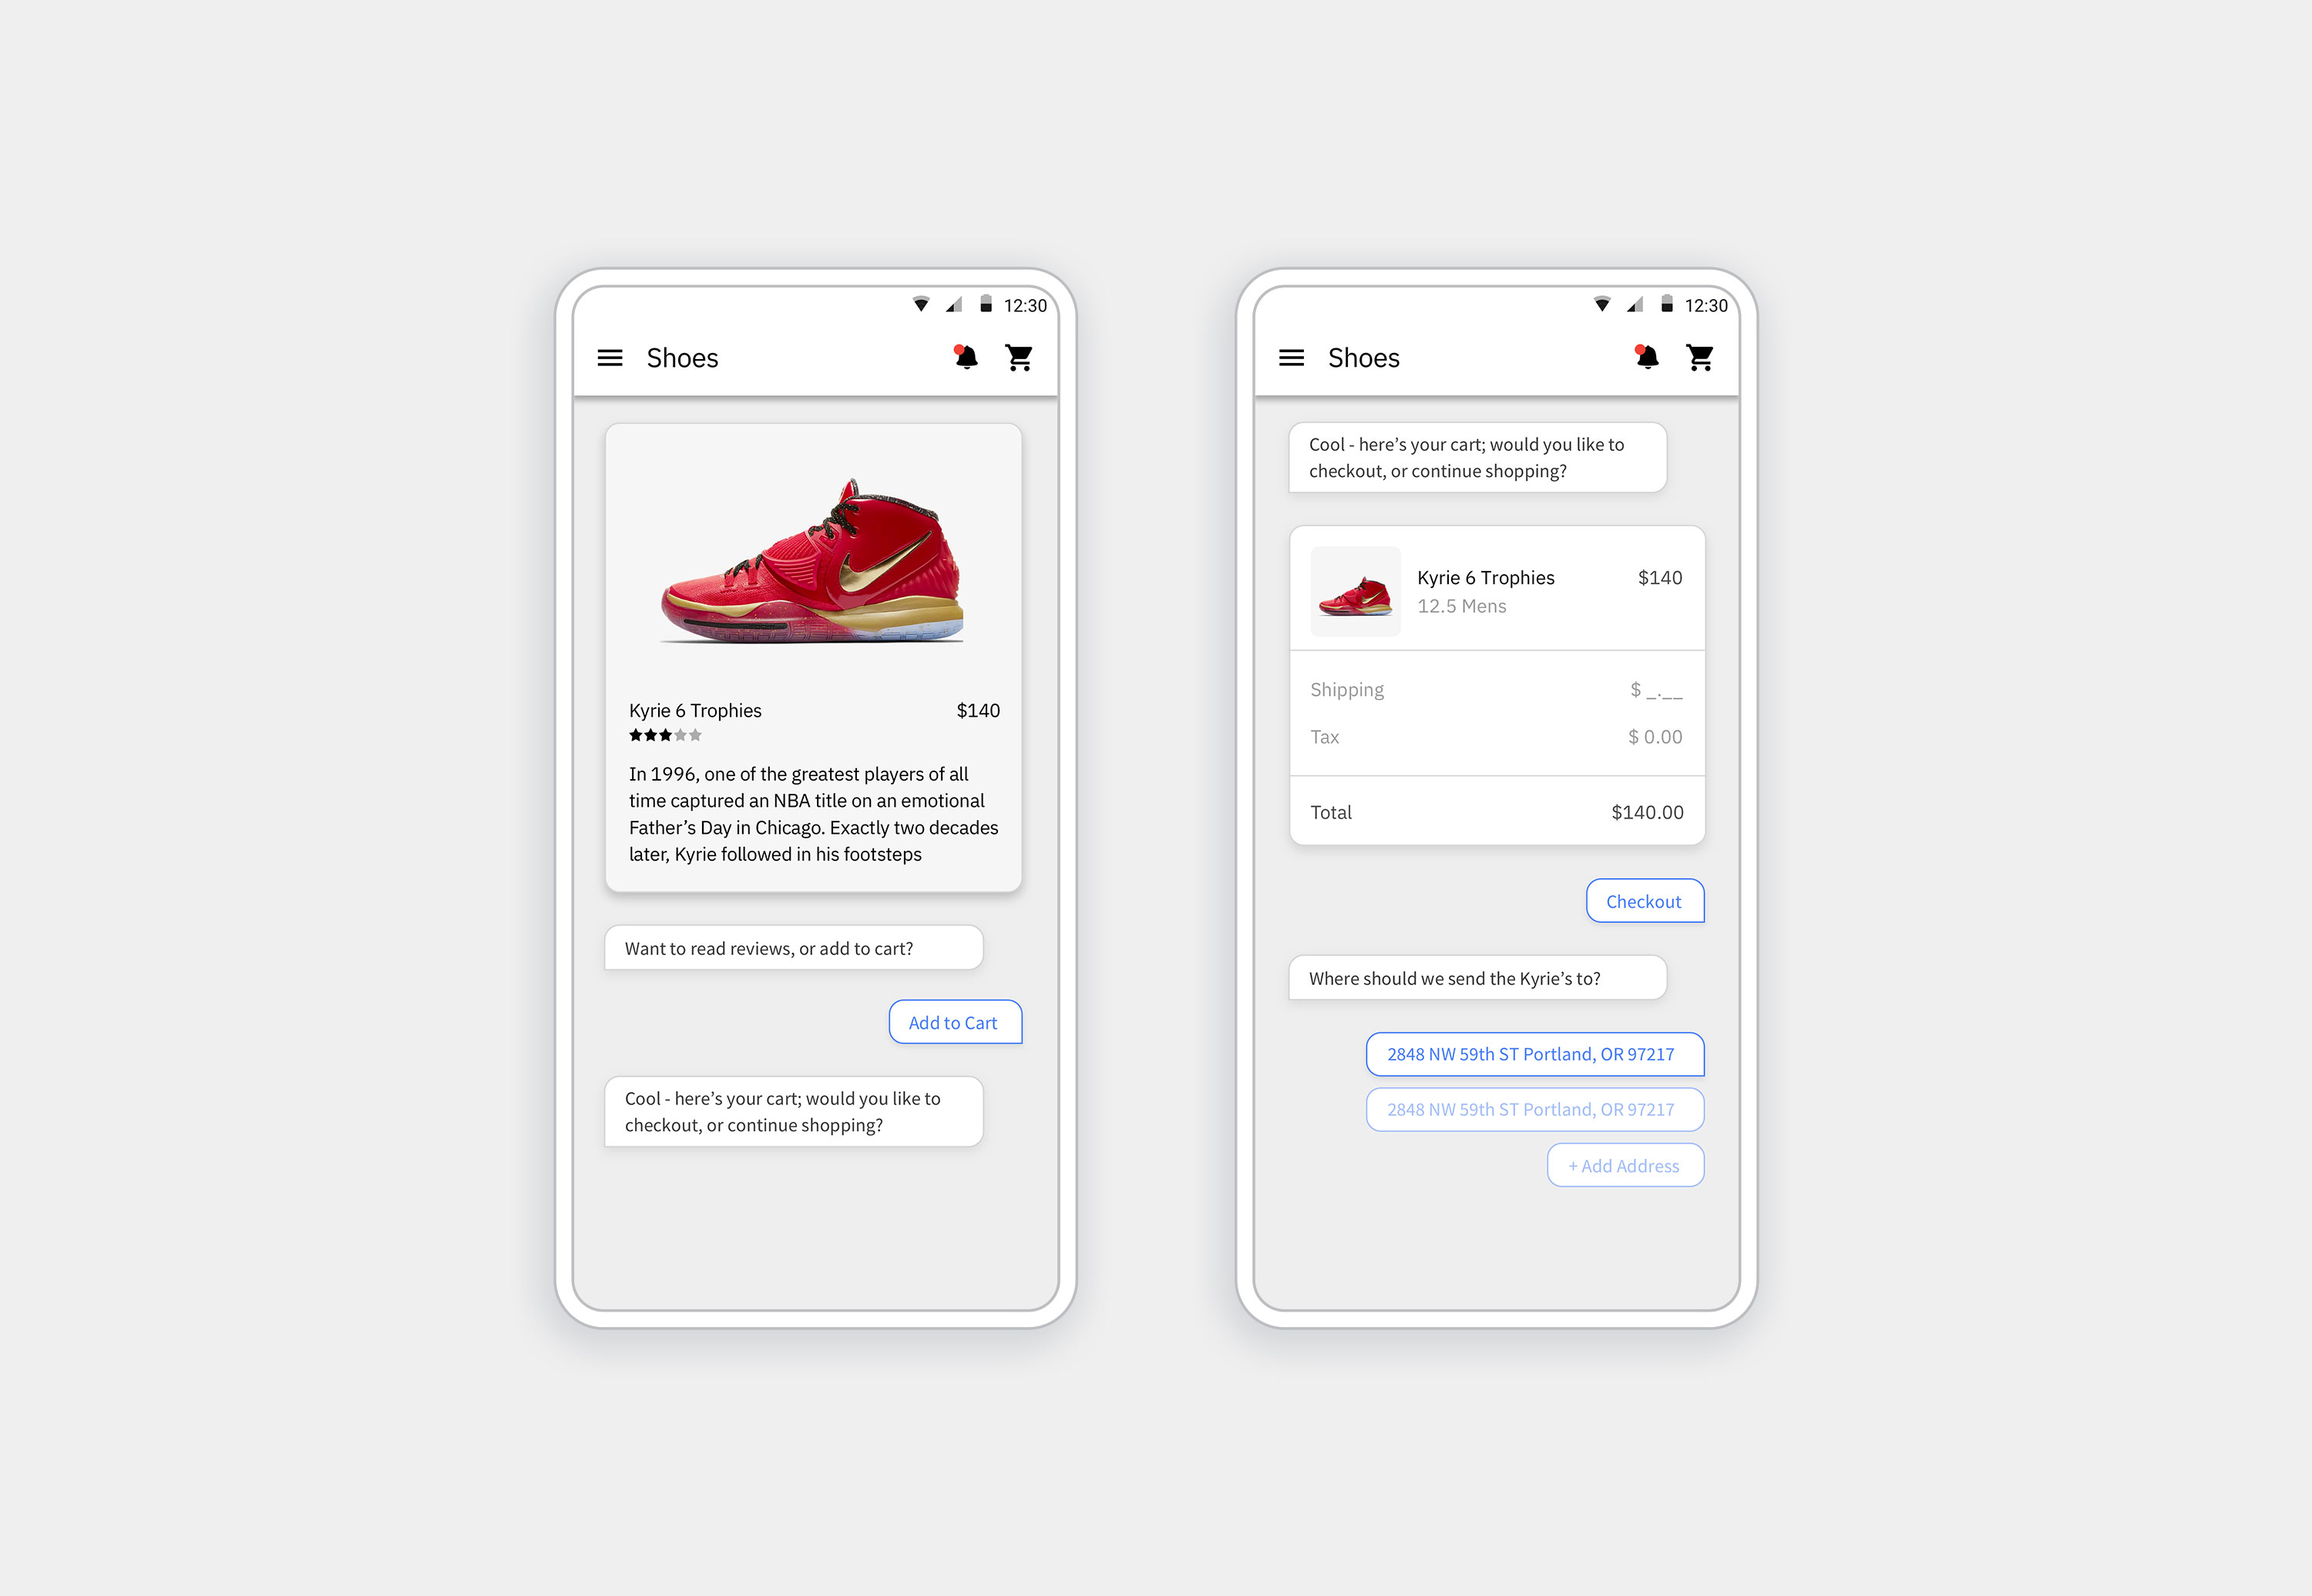 12:30
Shoes
Kyrie 6 Trophies $140
In 1996, one of the greatest players of all
time captured an NBA title on an emotional
Father’s Day in Chicago. Exactly two decades
later, Kyrie followed in his footsteps
Want to read reviews, or add to cart?
Add to Cart
Cool - here’s your cart; would you like to
checkout, or continue shopping?
12:30
Shoes
Cool - here’s your cart; would you like to
checkout, or continue shopping?
Kyrie 6 Trophies $140
12.5 Mens
Shipping $ _.__
Tax $ 0.00
Total $140.00
Checkout
Where should we send the Kyrie’s to?
2848 NW 59th ST Portland, OR 97217
2848 NW 59th ST Portland, OR 97217
+ Add Address